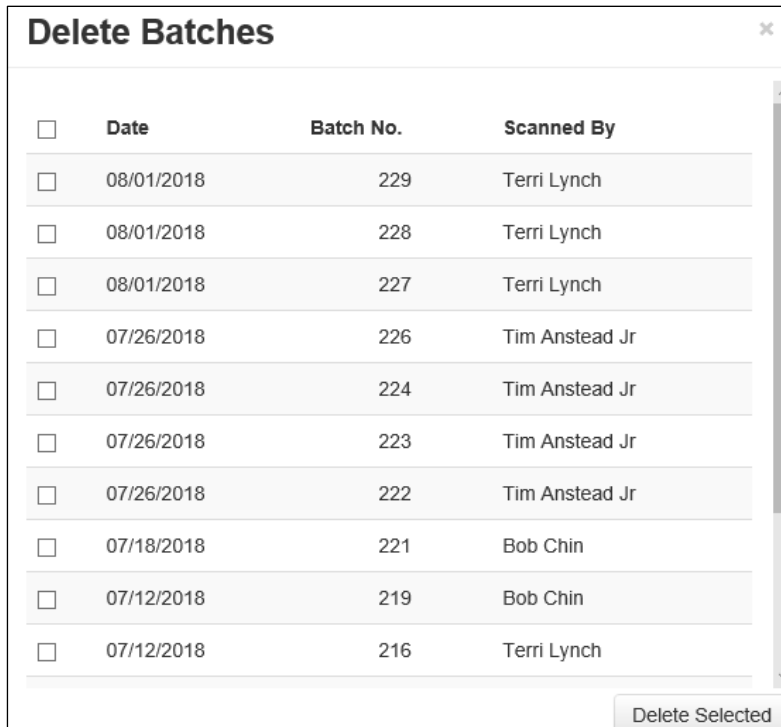 Delete Batches ×
Date Batch No. Scanned By
08/01/2018 229 Terri Lynch
08/01/2018 228 Terri Lynch
08/01/2018 227 Terri Lynch
07/26/2018 226 Tim Anstead Jr
07/26/2018 224 Tim Anstead Jr
07/26/2018 223 Tim Anstead Jr
07/26/2018 222 Tim Anstead Jr
07/18/2018 221 Bob Chin
07/12/2018 219 Bob Chin
07/12/2018 216 Terri Lynch
Delete Selected